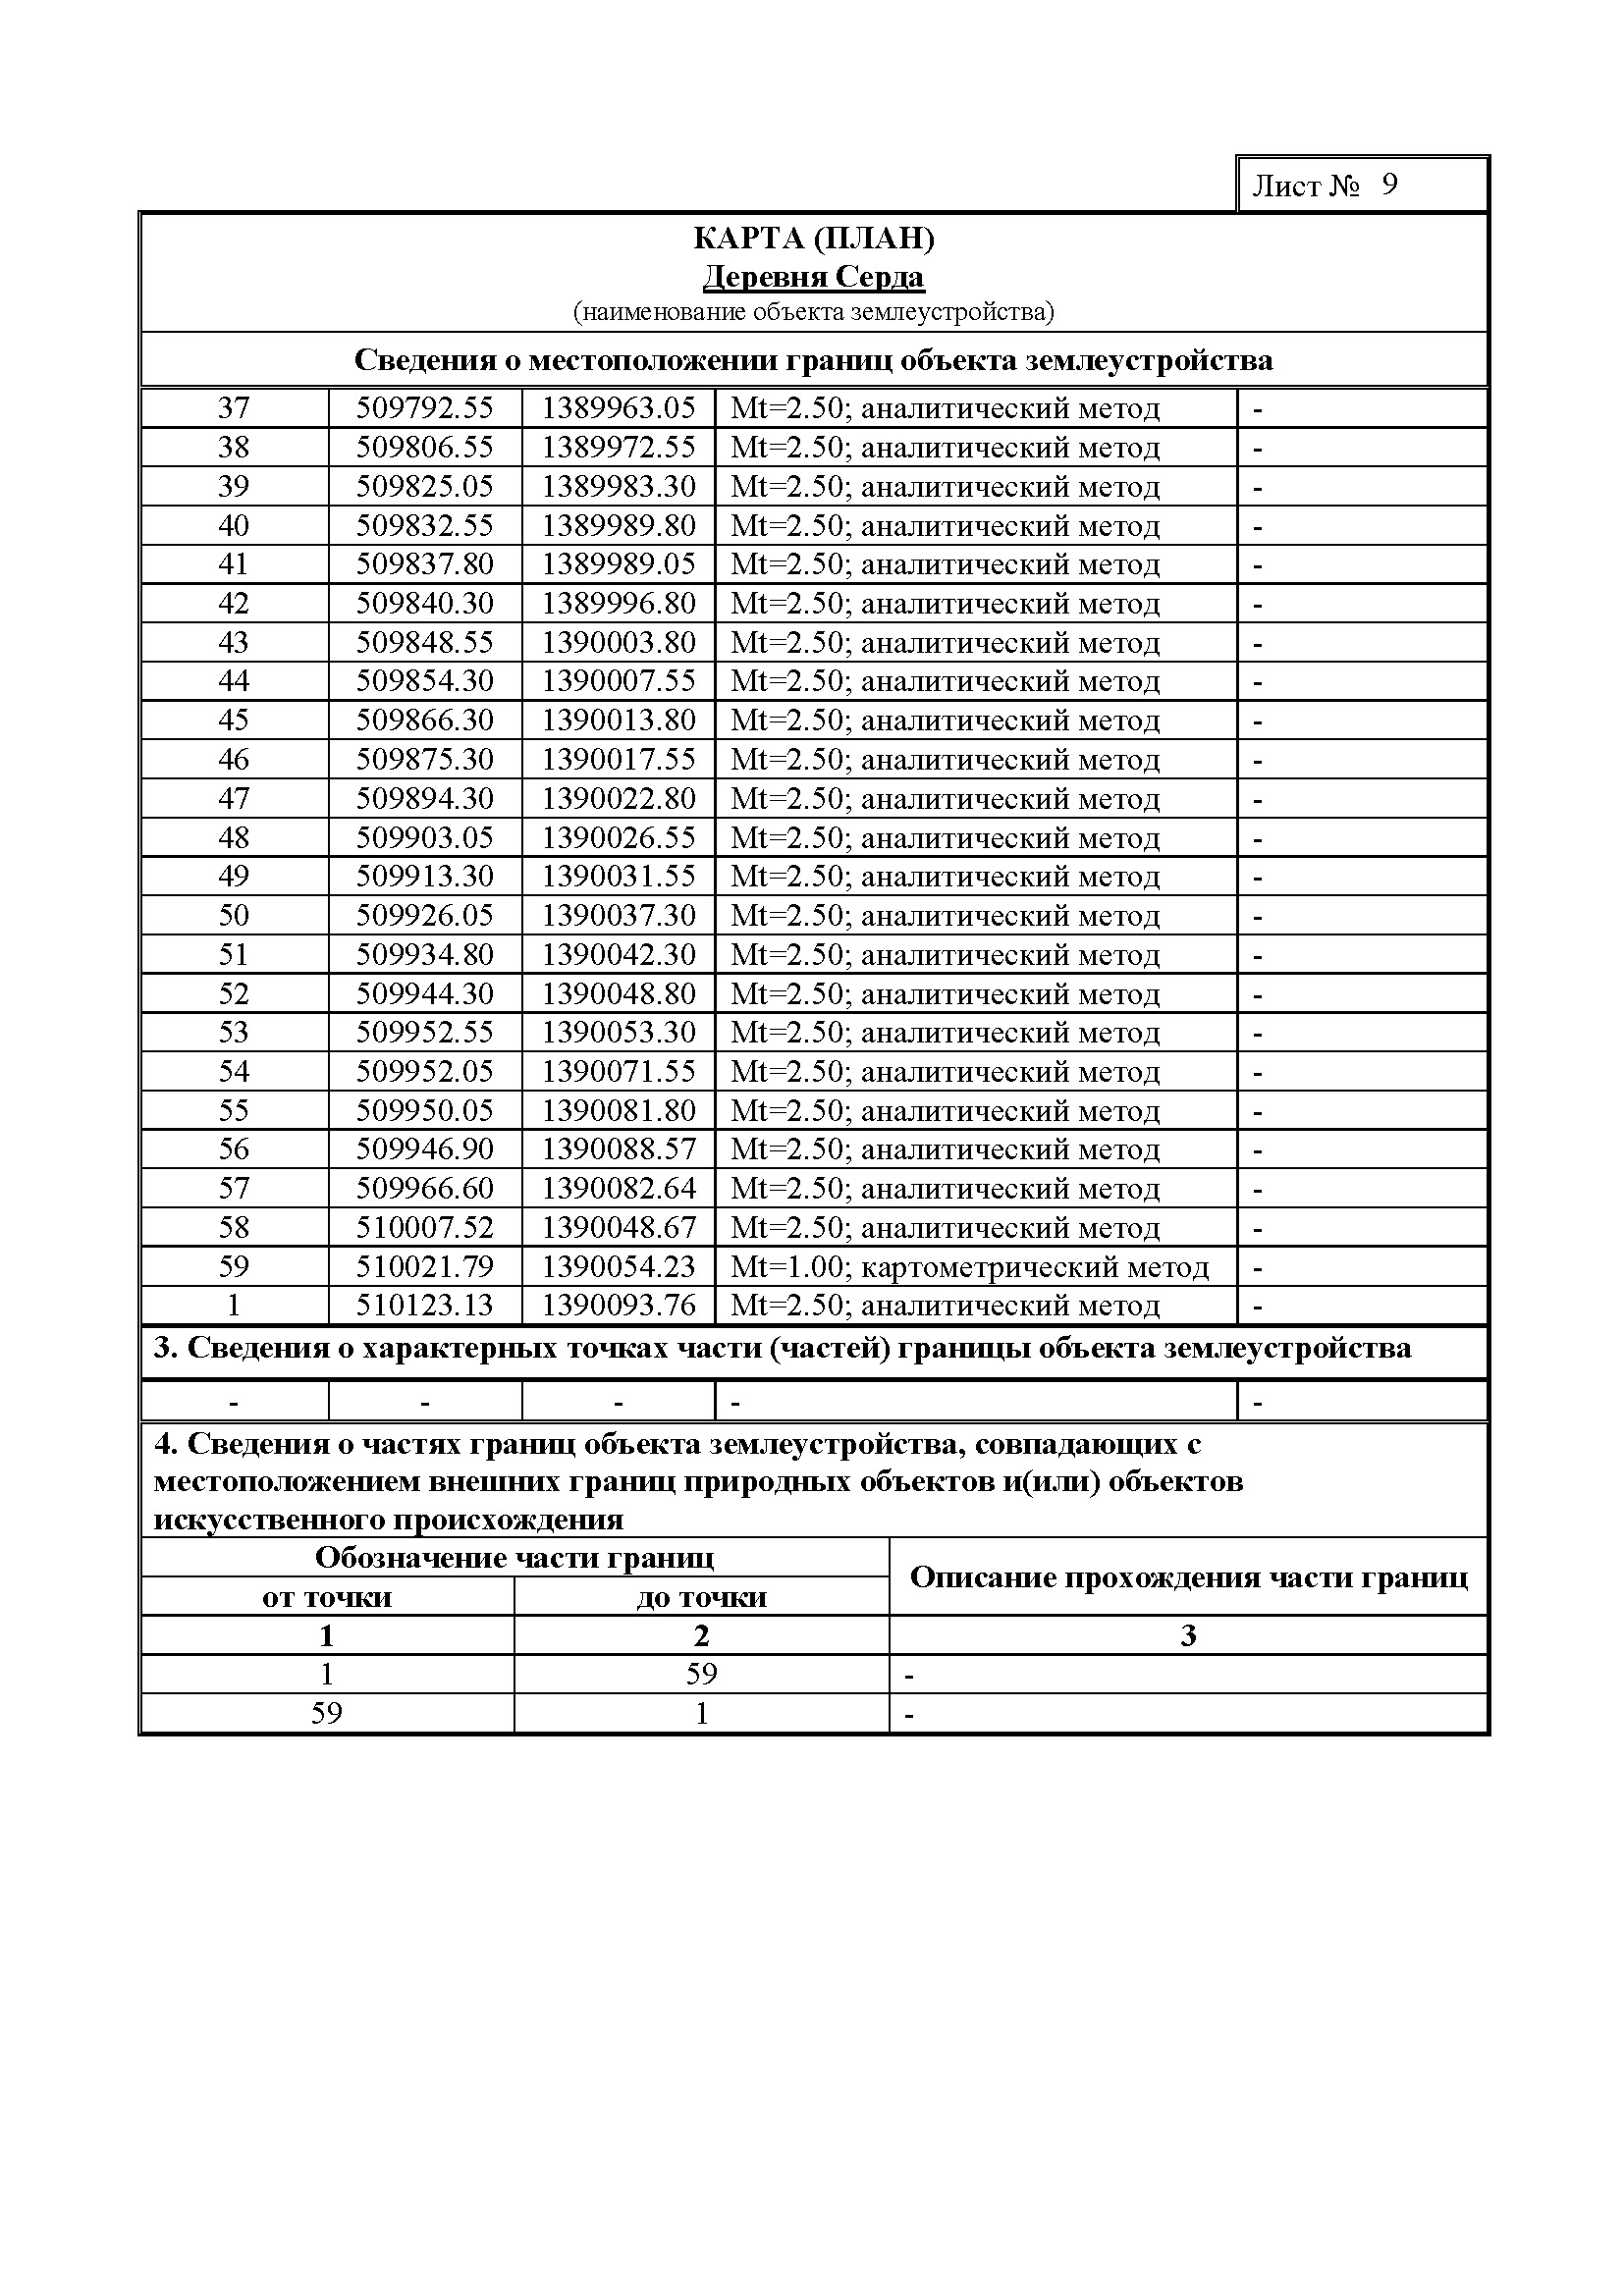 Лист № 9
КАРТА (ПЛАН)
Деревня Серда
(наименование объекта землеустройства)
Сведения о местоположении границ объекта землеустройства
37 509792.55 1389963.05 Mt=2.50; аналитический метод -
38 509806.55 1389972.55 Mt=2.50; аналитический метод -
39 509825.05 1389983.30 Mt=2.50; аналитический метод -
40 509832.55 1389989.80 Mt=2.50; аналитический метод -
41 509837.80 1389989.05 Mt=2.50; аналитический метод -
42 509840.30 1389996.80 Mt=2.50; аналитический метод -
43 509848.55 1390003.80 Mt=2.50; аналитический метод -
44 509854.30 1390007.55 Mt=2.50; аналитический метод -
45 509866.30 1390013.80 Mt=2.50; аналитический метод -
46 509875.30 1390017.55 Mt=2.50; аналитический метод -
47 509894.30 1390022.80 Mt=2.50; аналитический метод -
48 509903.05 1390026.55 Mt=2.50; аналитический метод -
49 509913.30 1390031.55 Mt=2.50; аналитический метод -
50 509926.05 1390037.30 Mt=2.50; аналитический метод -
51 509934.80 1390042.30 Mt=2.50; аналитический метод -
52 509944.30 1390048.80 Mt=2.50; аналитический метод -
53 509952.55 1390053.30 Mt=2.50; аналитический метод -
54 509952.05 1390071.55 Mt=2.50; аналитический метод -
55 509950.05 1390081.80 Mt=2.50; аналитический метод -
56 509946.90 1390088.57 Mt=2.50; аналитический метод -
57 509966.60 1390082.64 Mt=2.50; аналитический метод -
58 510007.52 1390048.67 Mt=2.50; аналитический метод -
59 510021.79 1390054.23 Mt=1.00; картометрический метод -
1 510123.13 1390093.76 Mt=2.50; аналитический метод -
3. Сведения о характерных точках части (частей) границы объекта землеустройства
- - - - -
4. Сведения о частях границ объекта землеустройства, совпадающих с
местоположением внешних границ природных объектов и(или) объектов
искусственного происхождения
Обозначение части границ
Описание прохождения части границ
от точки до точки
1 2 3
1 59 -
59 1 -